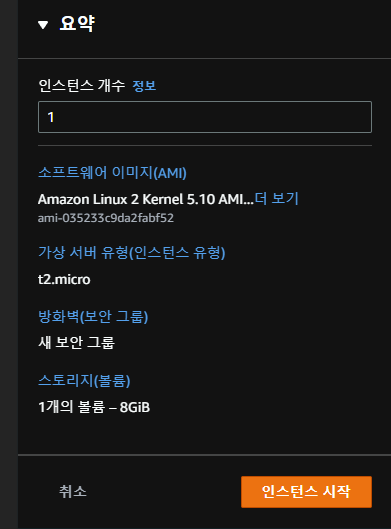 요약
인스턴스 개수 정보
1
소프트웨어 이미지(AMI)
Amazon Linux 2 Kernel 5.10 AMI...더 보기
ami-035233c9da2fabf52
가상 서버 유형(인스턴스 유형)
t2.micro
방화벽(보안 그룹)
새 보안 그룹
스토리지(볼륨)
1개의 볼륨 – 8GiB
취소 인스턴스 시작